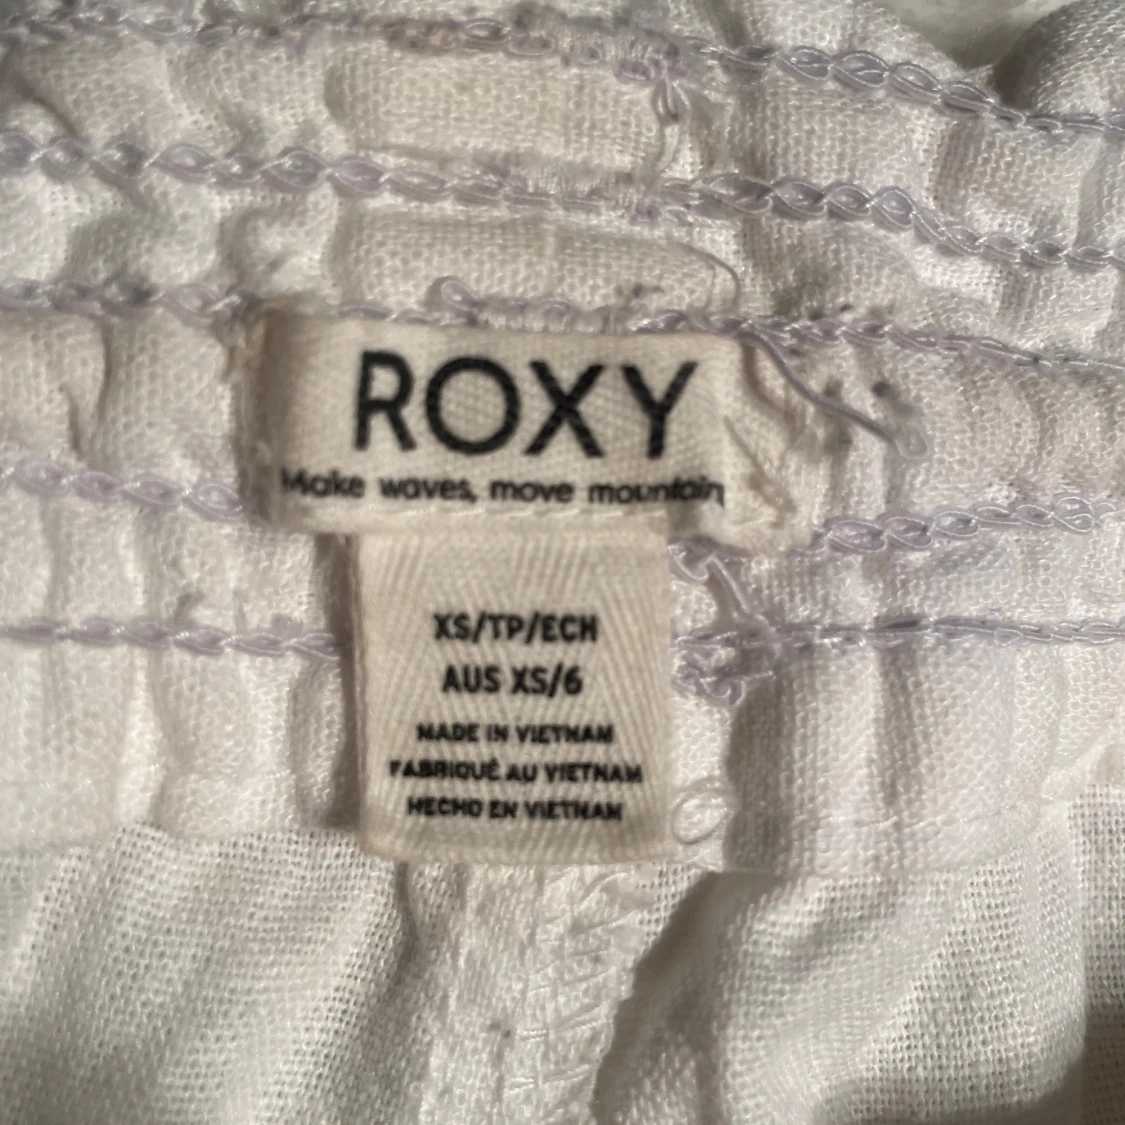 ROXY
Make waves, move mountain
XS/TP/ECH
AUS XS/6
MADE IN VIETNAM
FABRIQUÉ AU VIETNAM
HECHO EN VIETNAM